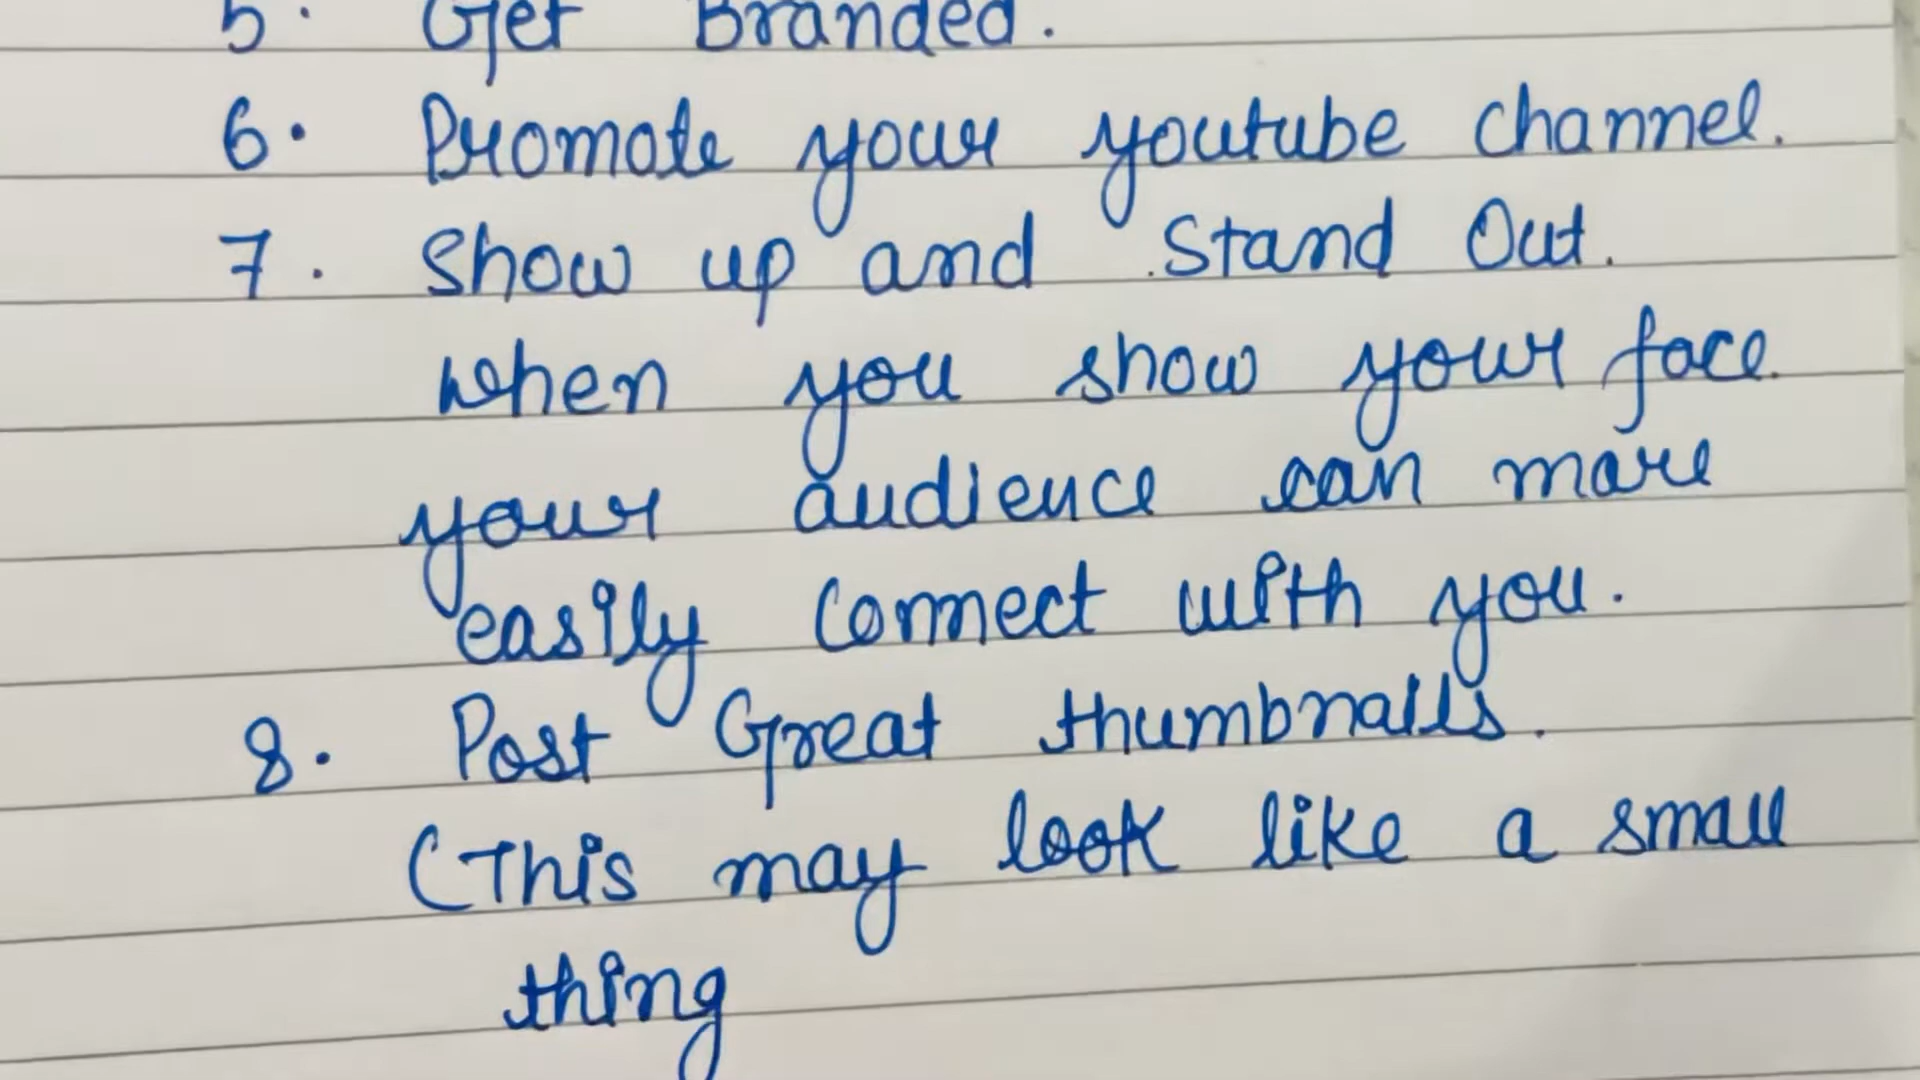 5. Get Branded.
6. Promote your youtube channel.
7. Show up and Stand Out.
when you show your face
your audience can more
easily connect with you.
8. Post Great thumbnails.
(This may look like a small
thing